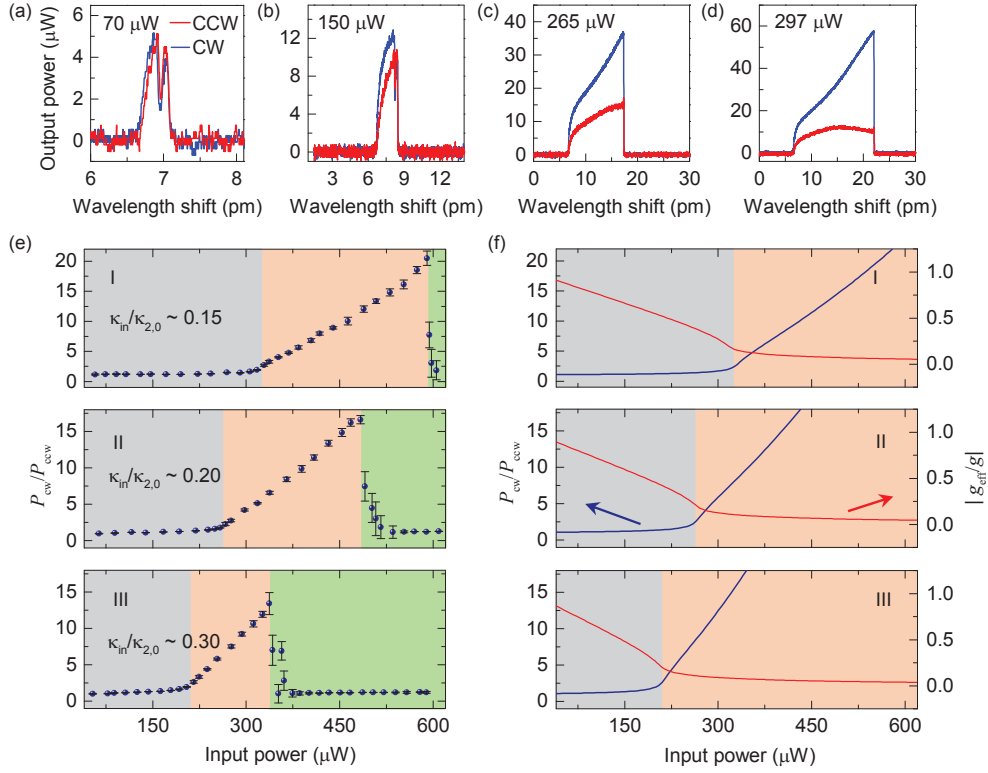 (a) 70 μW
CCW
CW
Output power (μW)
6
4
2
0
6 7 8
Wavelength shift (pm)
(b) 150 μW
12
9
6
3
0
3 6 9 12
Wavelength shift (pm)
(c) 265 μW
40
30
20
10
0
0 10 20 30
Wavelength shift (pm)
(d) 297 μW
60
40
20
0
0 10 20 30
Wavelength shift (pm)
(e)
I
κin/κ2,0 ~ 0.15
20
15
10
5
0
II
κin/κ2,0 ~ 0.20
Pcw/Pccw
15
10
5
0
III
κin/κ2,0 ~ 0.30
15
10
5
0
150 300 450 600
Input power (μW)
(f)
I
20
15
10
5
0
1.0
0.5
0.0
II
Pcw/Pccw
15
10
5
0
1.0
0.5
0.0
|geff/g|
III
15
10
5
0
1.0
0.5
0.0
150 300 450 600
Input power (μW)